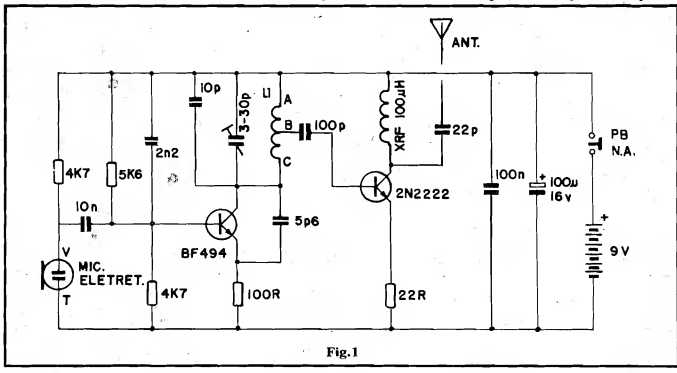 ANT.
10p
3-30p
L1
A
B
C
100p
XRF 100µH
22p
4K7
5K6
2n2
10n
BF494
5p6
2N2222
100n
+
100µ
16v
PB
N.A.
+
9V
V
MIC.
ELETRET.
T
4K7
100R
22R
Fig.1